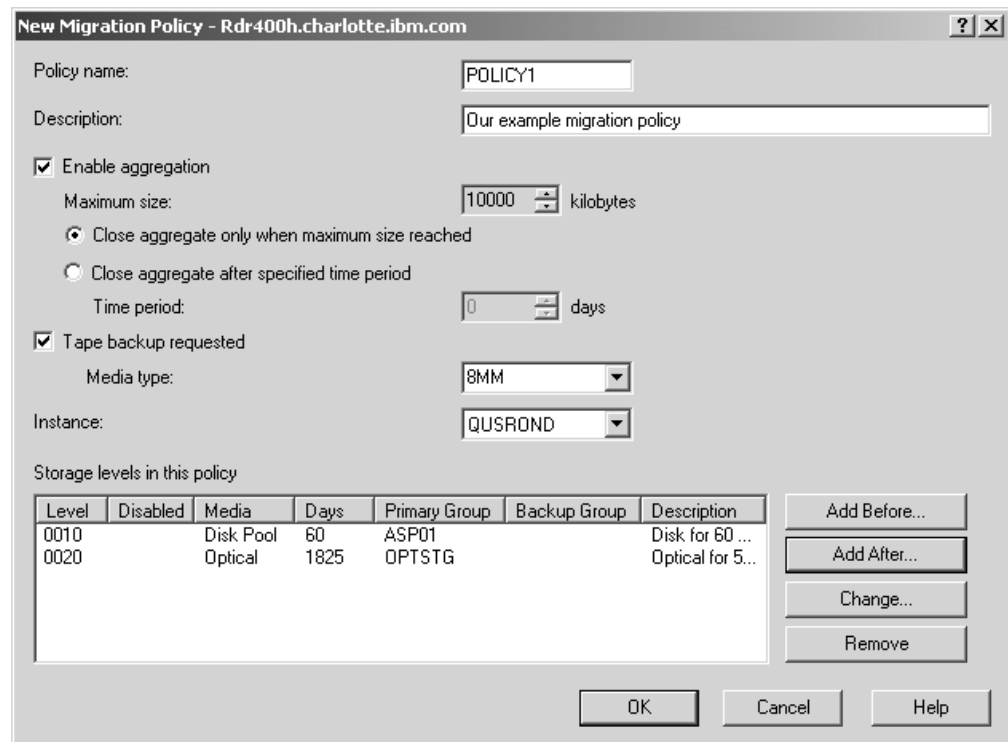 New Migration Policy - Rdr400h.charlotte.ibm.com
Policy name: POLICY1
Description: Our example migration policy
Enable aggregation
Maximum size: 10000 kilobytes
Close aggregate only when maximum size reached
Close aggregate after specified time period
Time period: 0 days
Tape backup requested
Media type: 8MM
Instance: QUSROND
Storage levels in this policy
Level Disabled Media Days Primary Group Backup Group Description
0010 Disk Pool 60 ASP01 Disk for 60 ...
0020 Optical 1825 OPTSTG Optical for 5...
Add Before...
Add After...
Change...
Remove
OK Cancel Help